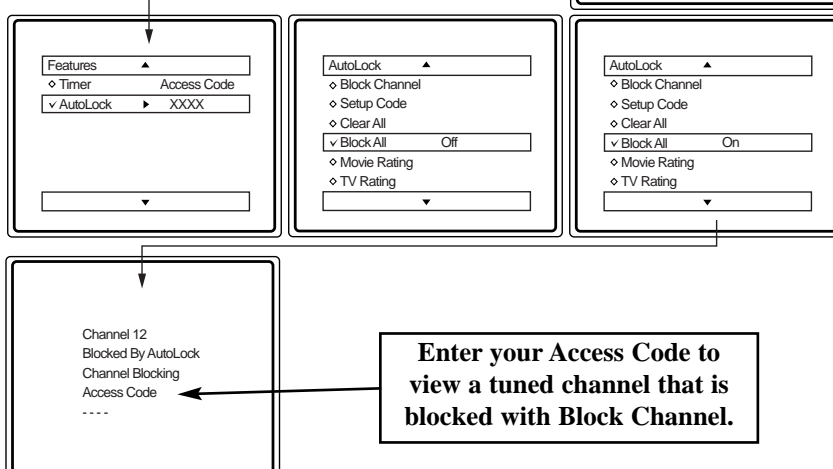 Features
Timer Access Code
AutoLock XXXX
AutoLock
Block Channel
Setup Code
Clear All
Block All Off
Movie Rating
TV Rating
AutoLock
Block Channel
Setup Code
Clear All
Block All On
Movie Rating
TV Rating
Channel 12
Blocked By AutoLock
Channel Blocking
Access Code
- - - -
Enter your Access Code to
view a tuned channel that is
blocked with Block Channel.